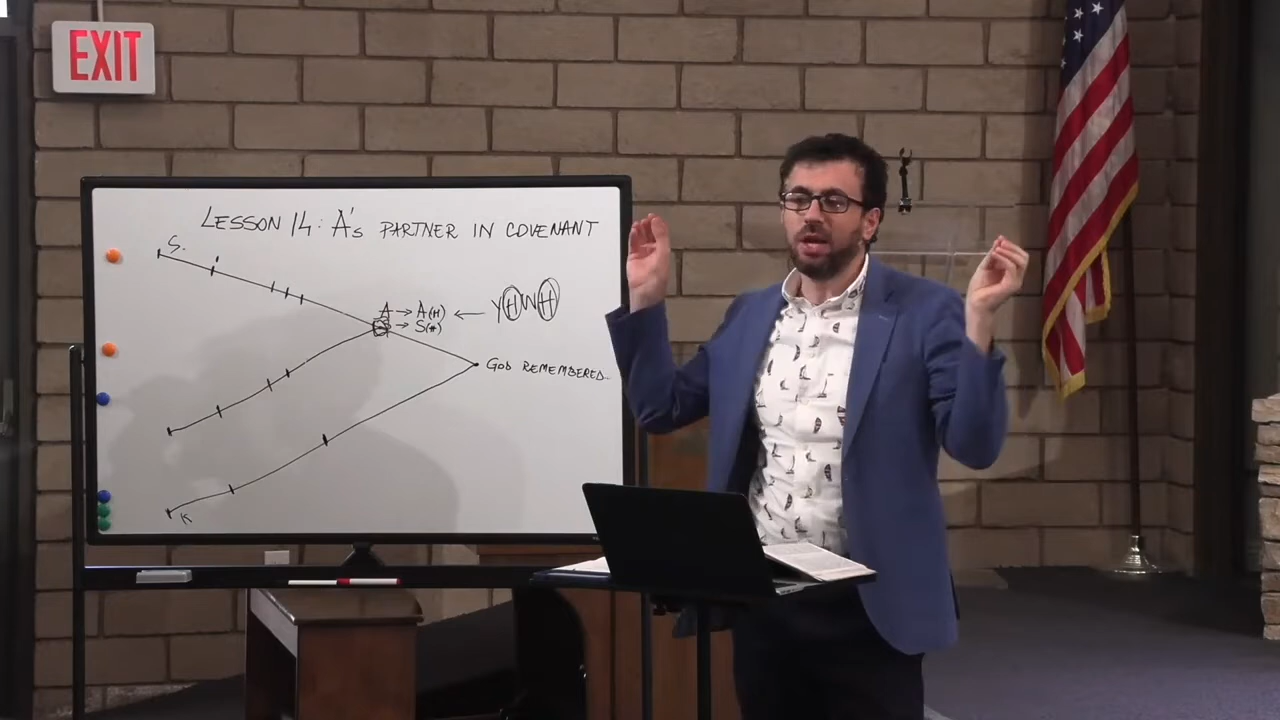 EXIT
LESSON 14: A's PARTNER IN COVENANT
S.
A → A(H) ← YHWH
→ S(H)
GOD REMEMBERED
K